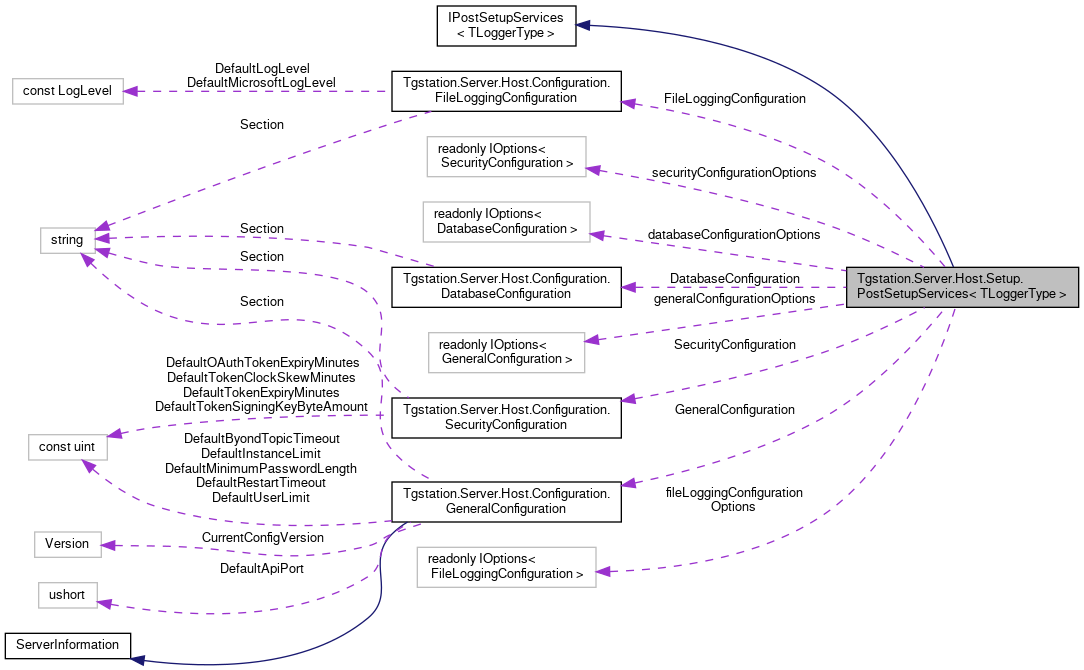 IPostSetupServices
< TLoggerType >
DefaultLogLevel
DefaultMicrosoftLogLevel
const LogLevel
Tgstation.Server.Host.Configuration.
FileLoggingConfiguration
FileLoggingConfiguration
Section
readonly IOptions<
SecurityConfiguration >
securityConfigurationOptions
readonly IOptions<
DatabaseConfiguration >
databaseConfigurationOptions
string
Section
Section
Tgstation.Server.Host.Configuration.
DatabaseConfiguration
DatabaseConfiguration
Tgstation.Server.Host.Setup.
PostSetupServices< TLoggerType >
generalConfigurationOptions
Section
readonly IOptions<
GeneralConfiguration >
SecurityConfiguration
DefaultOAuthTokenExpiryMinutes
DefaultTokenClockSkewMinutes
DefaultTokenExpiryMinutes
DefaultTokenSigningKeyByteAmount
Tgstation.Server.Host.Configuration.
SecurityConfiguration
GeneralConfiguration
const uint
DefaultByondTopicTimeout
DefaultInstanceLimit
DefaultMinimumPasswordLength
DefaultRestartTimeout
DefaultUserLimit
Tgstation.Server.Host.Configuration.
GeneralConfiguration
fileLoggingConfiguration
Options
Version
CurrentConfigVersion
readonly IOptions<
FileLoggingConfiguration >
DefaultApiPort
ushort
ServerInformation